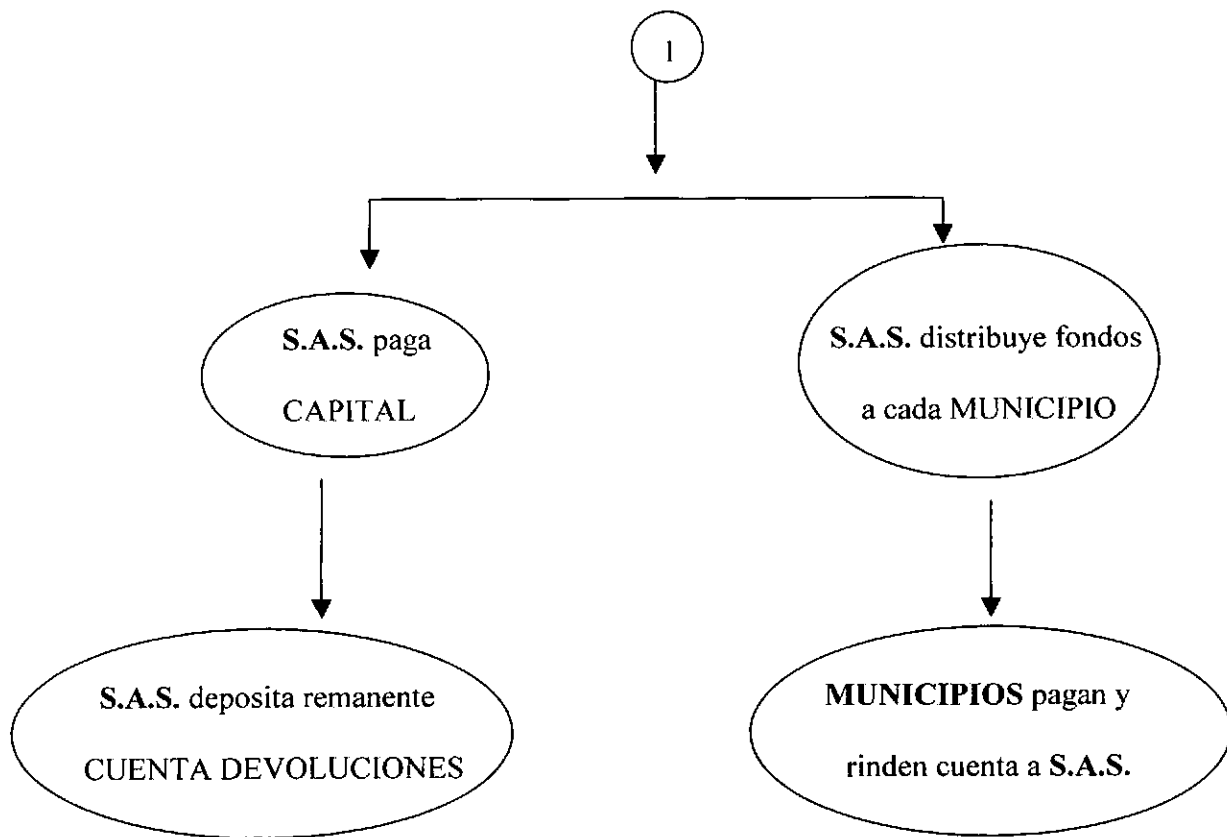 1
S.A.S. paga
CAPITAL
S.A.S. distribuye fondos
a cada MUNICIPIO
S.A.S. deposita remanente
CUENTA DEVOLUCIONES
MUNICIPIOS pagan y
rinden cuenta a S.A.S.